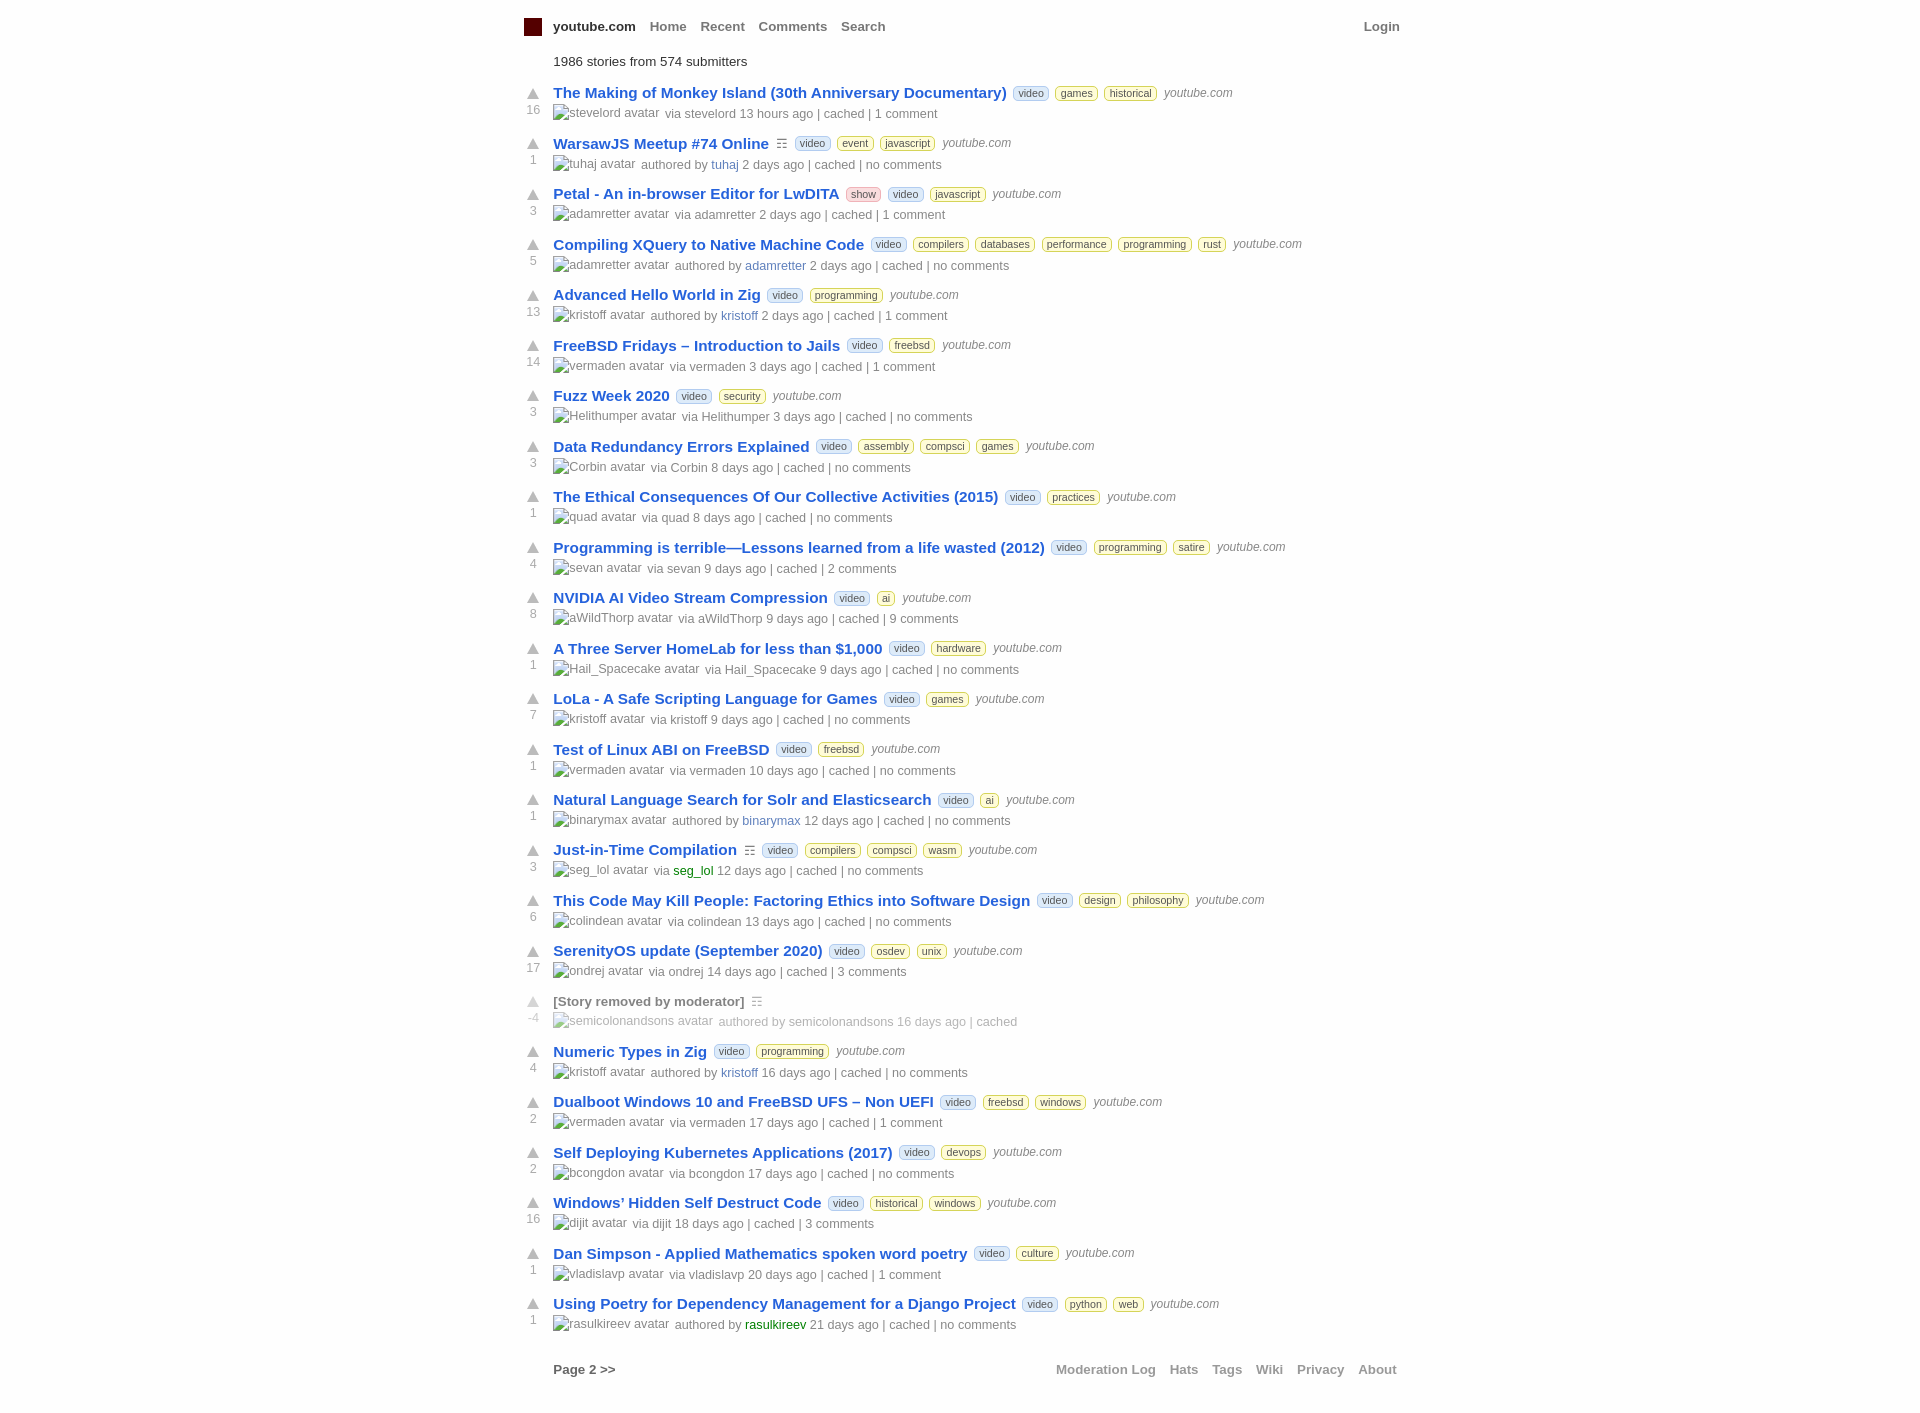 youtube.com Home Recent Comments Search Login
1986 stories from 574 submitters
The Making of Monkey Island (30th Anniversary Documentary) video games historical youtube.com
16 stevelord avatar via stevelord 13 hours ago | cached | 1 comment
WarsawJS Meetup #74 Online ☶ video event javascript youtube.com
1 tuhaj avatar authored by tuhaj 2 days ago | cached | no comments
Petal - An in-browser Editor for LwDITA show video javascript youtube.com
3 adamretter avatar via adamretter 2 days ago | cached | 1 comment
Compiling XQuery to Native Machine Code video compilers databases performance programming rust youtube.com
5 adamretter avatar authored by adamretter 2 days ago | cached | no comments
Advanced Hello World in Zig video programming youtube.com
13 kristoff avatar authored by kristoff 2 days ago | cached | 1 comment
FreeBSD Fridays – Introduction to Jails video freebsd youtube.com
14 vermaden avatar via vermaden 3 days ago | cached | 1 comment
Fuzz Week 2020 video security youtube.com
3 Helithumper avatar via Helithumper 3 days ago | cached | no comments
Data Redundancy Errors Explained video assembly compsci games youtube.com
3 Corbin avatar via Corbin 8 days ago | cached | no comments
The Ethical Consequences Of Our Collective Activities (2015) video practices youtube.com
1 quad avatar via quad 8 days ago | cached | no comments
Programming is terrible—Lessons learned from a life wasted (2012) video programming satire youtube.com
4 sevan avatar via sevan 9 days ago | cached | 2 comments
NVIDIA AI Video Stream Compression video ai youtube.com
8 aWildThorp avatar via aWildThorp 9 days ago | cached | 9 comments
A Three Server HomeLab for less than $1,000 video hardware youtube.com
1 Hail_Spacecake avatar via Hail_Spacecake 9 days ago | cached | no comments
LoLa - A Safe Scripting Language for Games video games youtube.com
7 kristoff avatar via kristoff 9 days ago | cached | no comments
Test of Linux ABI on FreeBSD video freebsd youtube.com
1 vermaden avatar via vermaden 10 days ago | cached | no comments
Natural Language Search for Solr and Elasticsearch video ai youtube.com
1 binarymax avatar authored by binarymax 12 days ago | cached | no comments
Just-in-Time Compilation ☶ video compilers compsci wasm youtube.com
3 seg_lol avatar via seg_lol 12 days ago | cached | no comments
This Code May Kill People: Factoring Ethics into Software Design video design philosophy youtube.com
6 colindean avatar via colindean 13 days ago | cached | no comments
SerenityOS update (September 2020) video osdev unix youtube.com
17 ondrej avatar via ondrej 14 days ago | cached | 3 comments
[Story removed by moderator] ☶
-4 semicolonandsons avatar authored by semicolonandsons 16 days ago | cached
Numeric Types in Zig video programming youtube.com
4 kristoff avatar authored by kristoff 16 days ago | cached | no comments
Dualboot Windows 10 and FreeBSD UFS – Non UEFI video freebsd windows youtube.com
2 vermaden avatar via vermaden 17 days ago | cached | 1 comment
Self Deploying Kubernetes Applications (2017) video devops youtube.com
2 bcongdon avatar via bcongdon 17 days ago | cached | no comments
Windows’ Hidden Self Destruct Code video historical windows youtube.com
16 dijit avatar via dijit 18 days ago | cached | 3 comments
Dan Simpson - Applied Mathematics spoken word poetry video culture youtube.com
1 vladislavp avatar via vladislavp 20 days ago | cached | 1 comment
Using Poetry for Dependency Management for a Django Project video python web youtube.com
1 rasulkireev avatar authored by rasulkireev 21 days ago | cached | no comments
Page 2 >> Moderation Log Hats Tags Wiki Privacy About